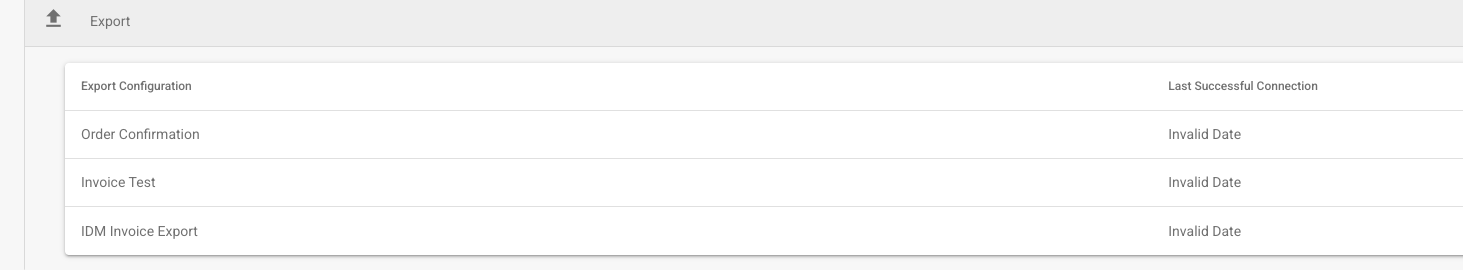 Export
Export Configuration Last Successful Connection
Order Confirmation Invalid Date
Invoice Test Invalid Date
IDM Invoice Export Invalid Date